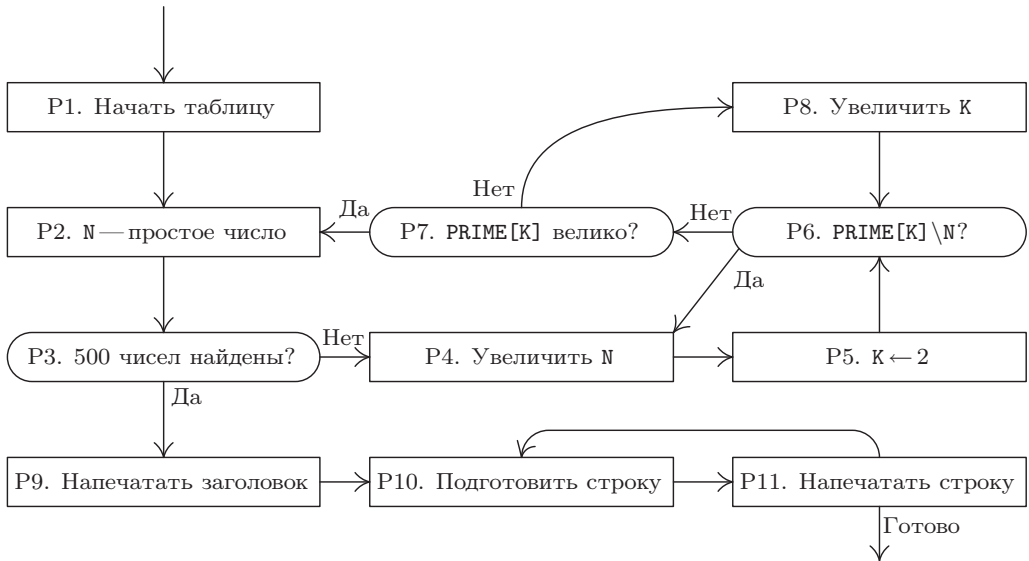 P1. Начать таблицу
P8. Увеличить K
Нет
Да
Нет
P2. N — простое число
P7. PRIME[K] велико?
P6. PRIME[K]\N?
Да
Нет
P3. 500 чисел найдены?
P4. Увеличить N
P5. K ← 2
Да
P9. Напечатать заголовок
P10. Подготовить строку
P11. Напечатать строку
Готово